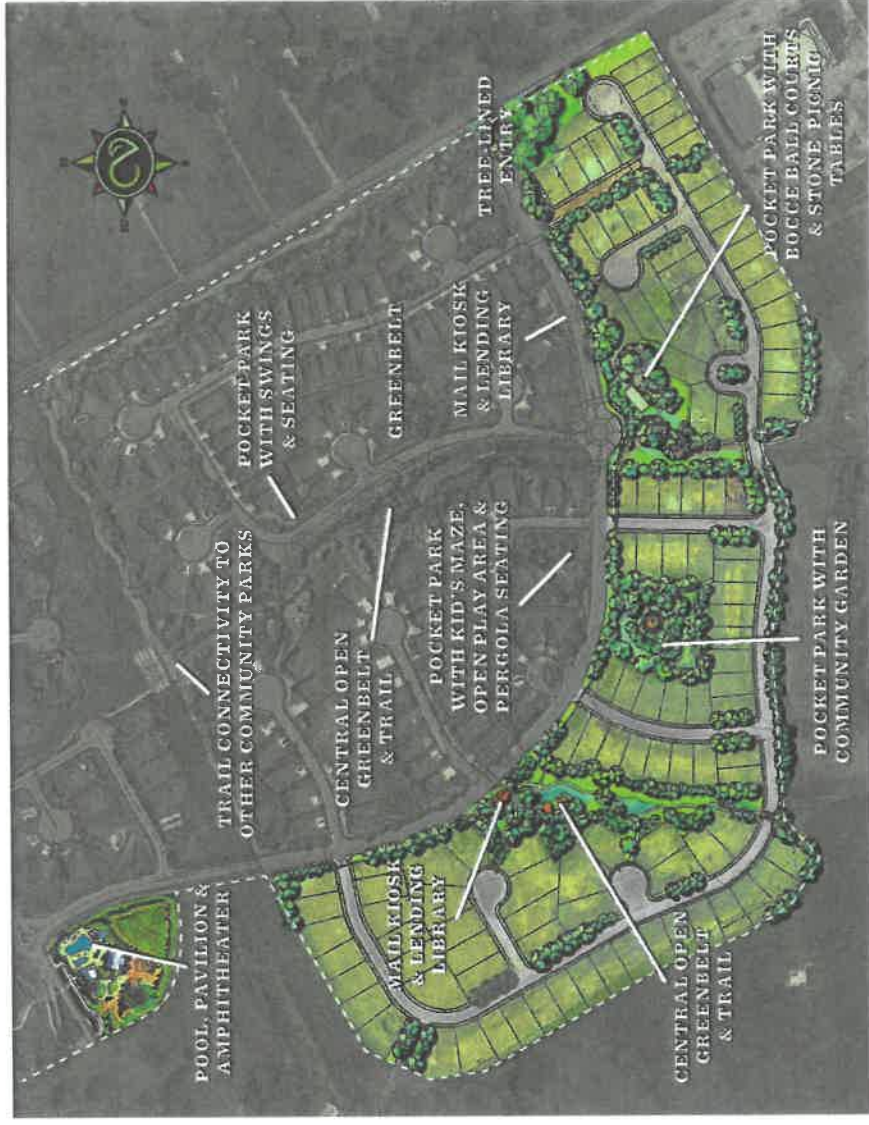 POOL, PAVILION &
AMPHITHEATER
TRAIL CONNECTIVITY TO
OTHER COMMUNITY PARKS
POCKET PARK
WITH SWINGS
& SEATING
CENTRAL OPEN
GREENBELT
& TRAIL
GREENBELT
MAIL KIOSK
& LENDING
LIBRARY
POCKET PARK
WITH KID'S MAZE,
OPEN PLAY AREA &
PERGOLA SEATING
MAIL KIOSK
& LENDING
LIBRARY
TREE-LINED
ENTRY
CENTRAL OPEN
GREENBELT
& TRAIL
POCKET PARK WITH
COMMUNITY GARDEN
POCKET PARK WITH
BOCCE BALL COURTS
& STONE PICNIC
TABLES